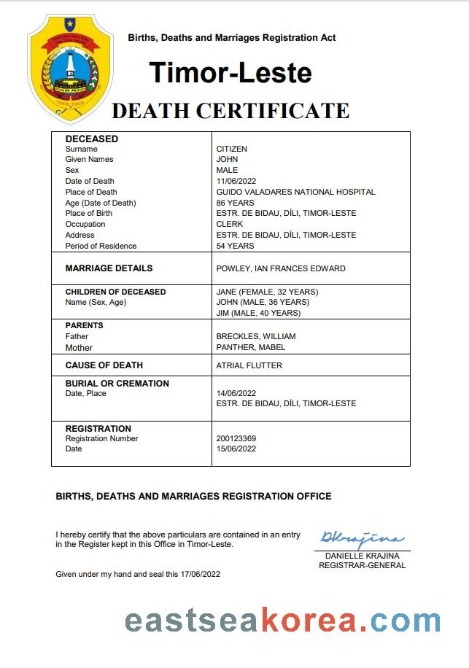 Births, Deaths and Marriages Registration Act
Timor-Leste
DEATH CERTIFICATE
DECEASED
Surname CITIZEN
Given Names JOHN
Sex MALE
Date of Death 11/06/2022
Place of Death GUIDO VALADARES NATIONAL HOSPITAL
Age (Date of Death) 86 YEARS
Place of Birth ESTR. DE BIDAU, DÍLI, TIMOR-LESTE
Occupation CLERK
Address ESTR. DE BIDAU, DÍLI, TIMOR-LESTE
Period of Residence 54 YEARS
MARRIAGE DETAILS POWLEY, IAN FRANCES EDWARD
CHILDREN OF DECEASED JANE (FEMALE, 32 YEARS)
Name (Sex, Age) JOHN (MALE, 36 YEARS)
JIM (MALE, 40 YEARS)
PARENTS
Father BRECKLES, WILLIAM
Mother PANTHER, MABEL
CAUSE OF DEATH ATRIAL FLUTTER
BURIAL OR CREMATION
Date, Place 14/06/2022
ESTR. DE BIDAU, DÍLI, TIMOR-LESTE
REGISTRATION
Registration Number 200123369
Date 15/06/2022
BIRTHS, DEATHS AND MARRIAGES REGISTRATION OFFICE
I hereby certify that the above particulars are contained in an entry
in the Register kept in this Office in Timor-Leste.
DKrajina
DANIELLE KRAJINA
REGISTRAR-GENERAL
Given under my hand and seal this 17/06/2022
eastseakorea.com